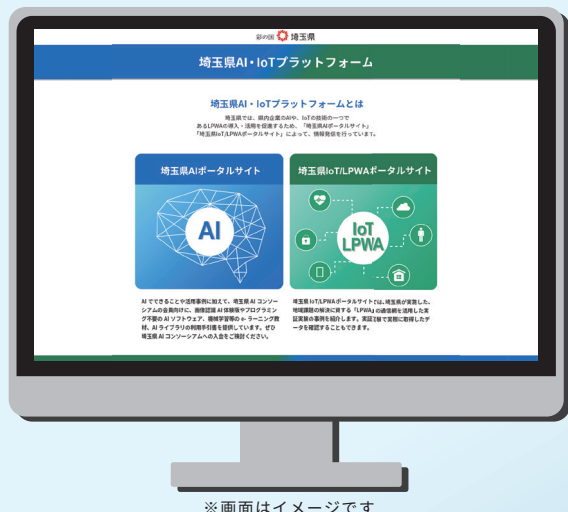 彩の国 埼玉県
埼玉県AI・IoTプラットフォーム
埼玉県AI・IoTプラットフォームとは
埼玉県では、県内企業のAIや、IoTの技術の一つで
あるLPWAの導入・活用を促進するため、「埼玉県AIポータルサイト」
「埼玉県IoT/LPWAポータルサイト」によって、情報発信を行っています。
埼玉県AIポータルサイト
AI
AI でできることや活用事例に加えて、埼玉県 AI コンソー
シアムの会員向けに、画像認識 AI 体験版やプログラミン
グ不要の AI ソフトウェア、機械学習等の e- ラーニング教
材、AI ライブラリの利用手引書を提供しています。ぜひ
埼玉県 AI コンソーシアムへの入会をご検討ください。
埼玉県IoT/LPWAポータルサイト
IoT
LPWA
埼玉県 IoT/LPWAポータルサイトでは、埼玉県が実施した、
地域課題の解決に資する「LPWA」の通信網を活用した実
証実験の事例を紹介します。実証実験で実際に取得したデ
ータを確認することもできます。
※画面はイメージです